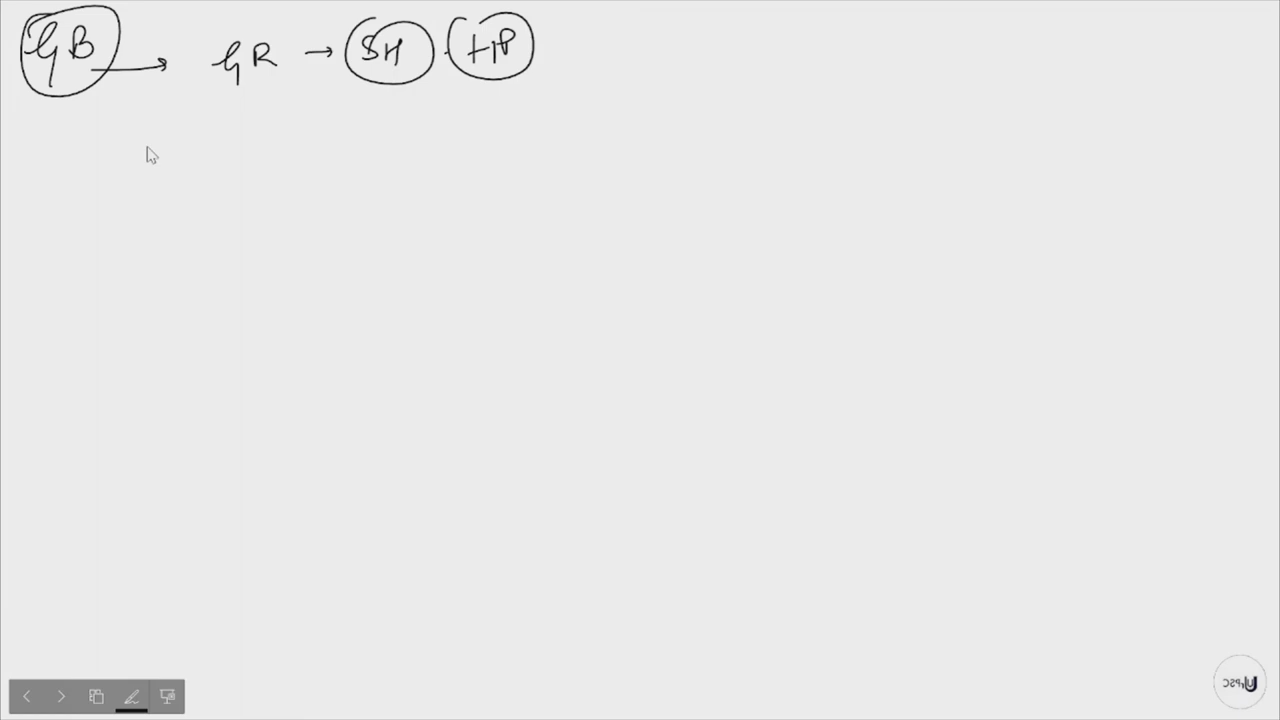 GB → GR → SH HP